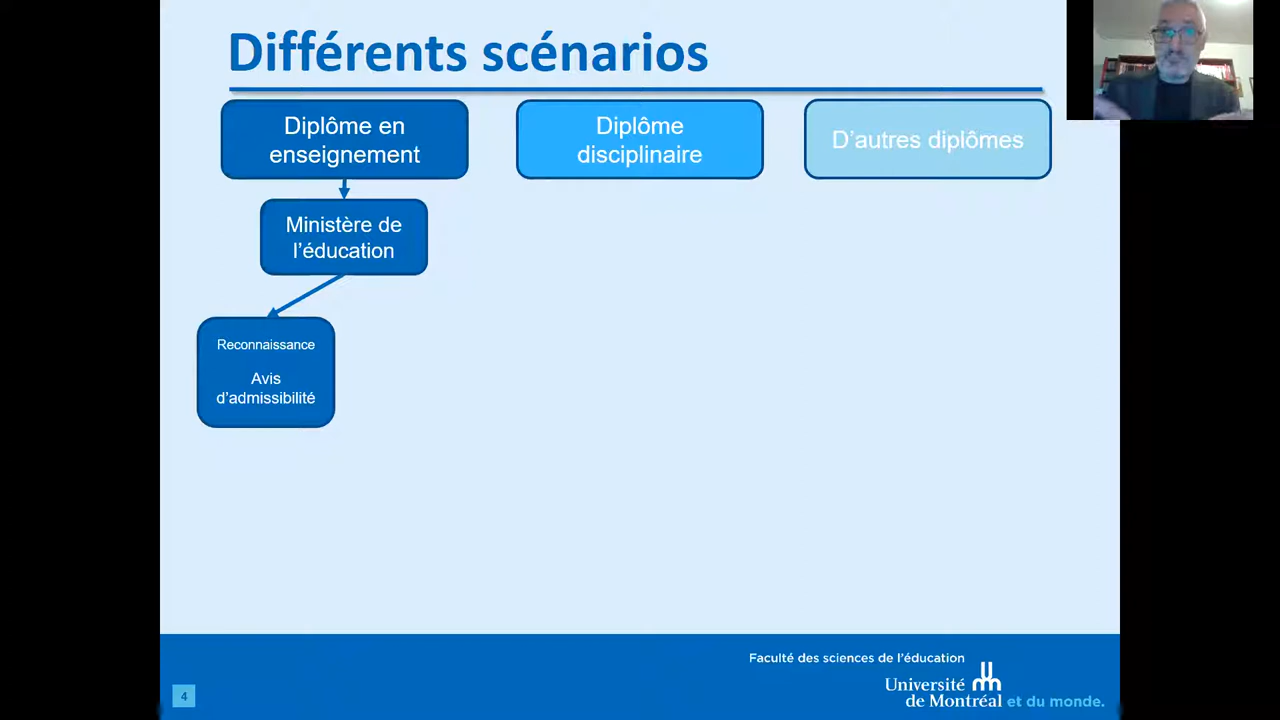 Différents scénarios
Diplôme en
enseignement
Diplôme
disciplinaire
D'autres diplômes
Ministère de
l'éducation
Reconnaissance
Avis
d'admissibilité
Faculté des sciences de l'éducation
Université
de Montréal et du monde.
4